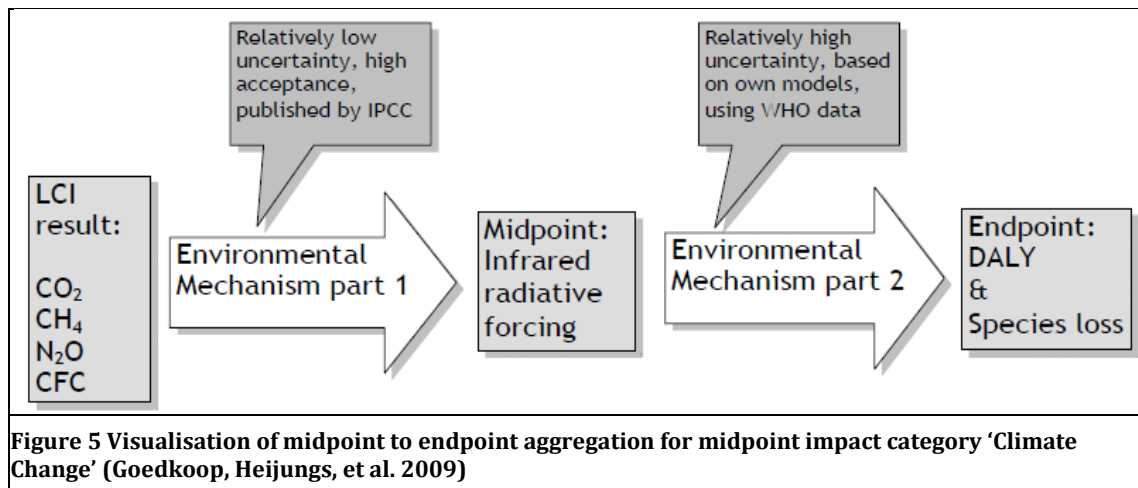 Relatively low
uncertainty, high
acceptance,
published by IPCC
Relatively high
uncertainty, based
on own models,
using WHO data
LCI
result:
CO₂
CH₄
N₂O
CFC
Environmental
Mechanism part 1
Midpoint:
Infrared
radiative
forcing
Environmental
Mechanism part 2
Endpoint:
DALY
&
Species loss
Figure 5 Visualisation of midpoint to endpoint aggregation for midpoint impact category ‘Climate
Change’ (Goedkoop, Heijungs, et al. 2009)